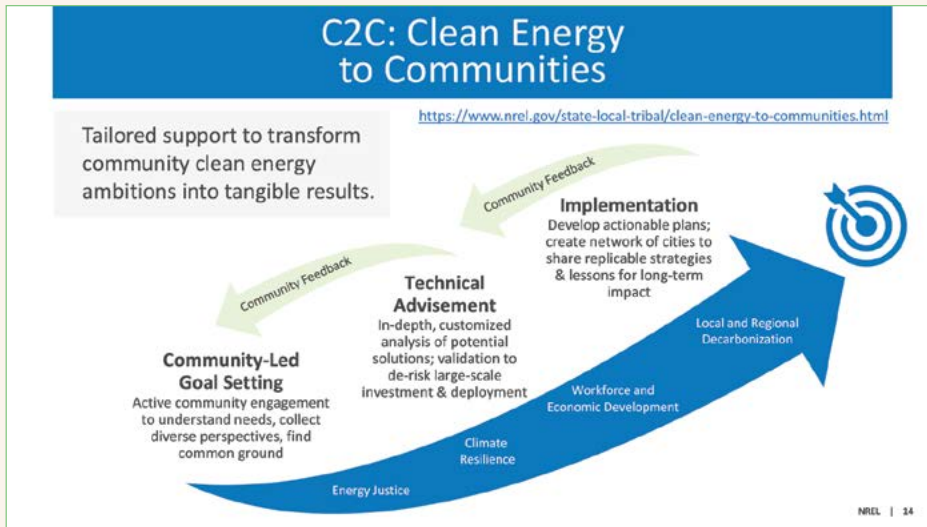 C2C: Clean Energy
to Communities
https://www.nrel.gov/state-local-tribal/clean-energy-to-communities.html
Tailored support to transform
community clean energy
ambitions into tangible results.
Community Feedback
Implementation
Develop actionable plans;
create network of cities to
share replicable strategies
& lessons for long-term
impact
Community Feedback
Technical
Advisement
In-depth, customized
analysis of potential
solutions; validation to
de-risk large-scale
investment & deployment
Community-Led
Goal Setting
Active community engagement
to understand needs, collect
diverse perspectives, find
common ground
Energy Justice
Climate
Resilience
Workforce and
Economic Development
Local and Regional
Decarbonization
NREL | 14